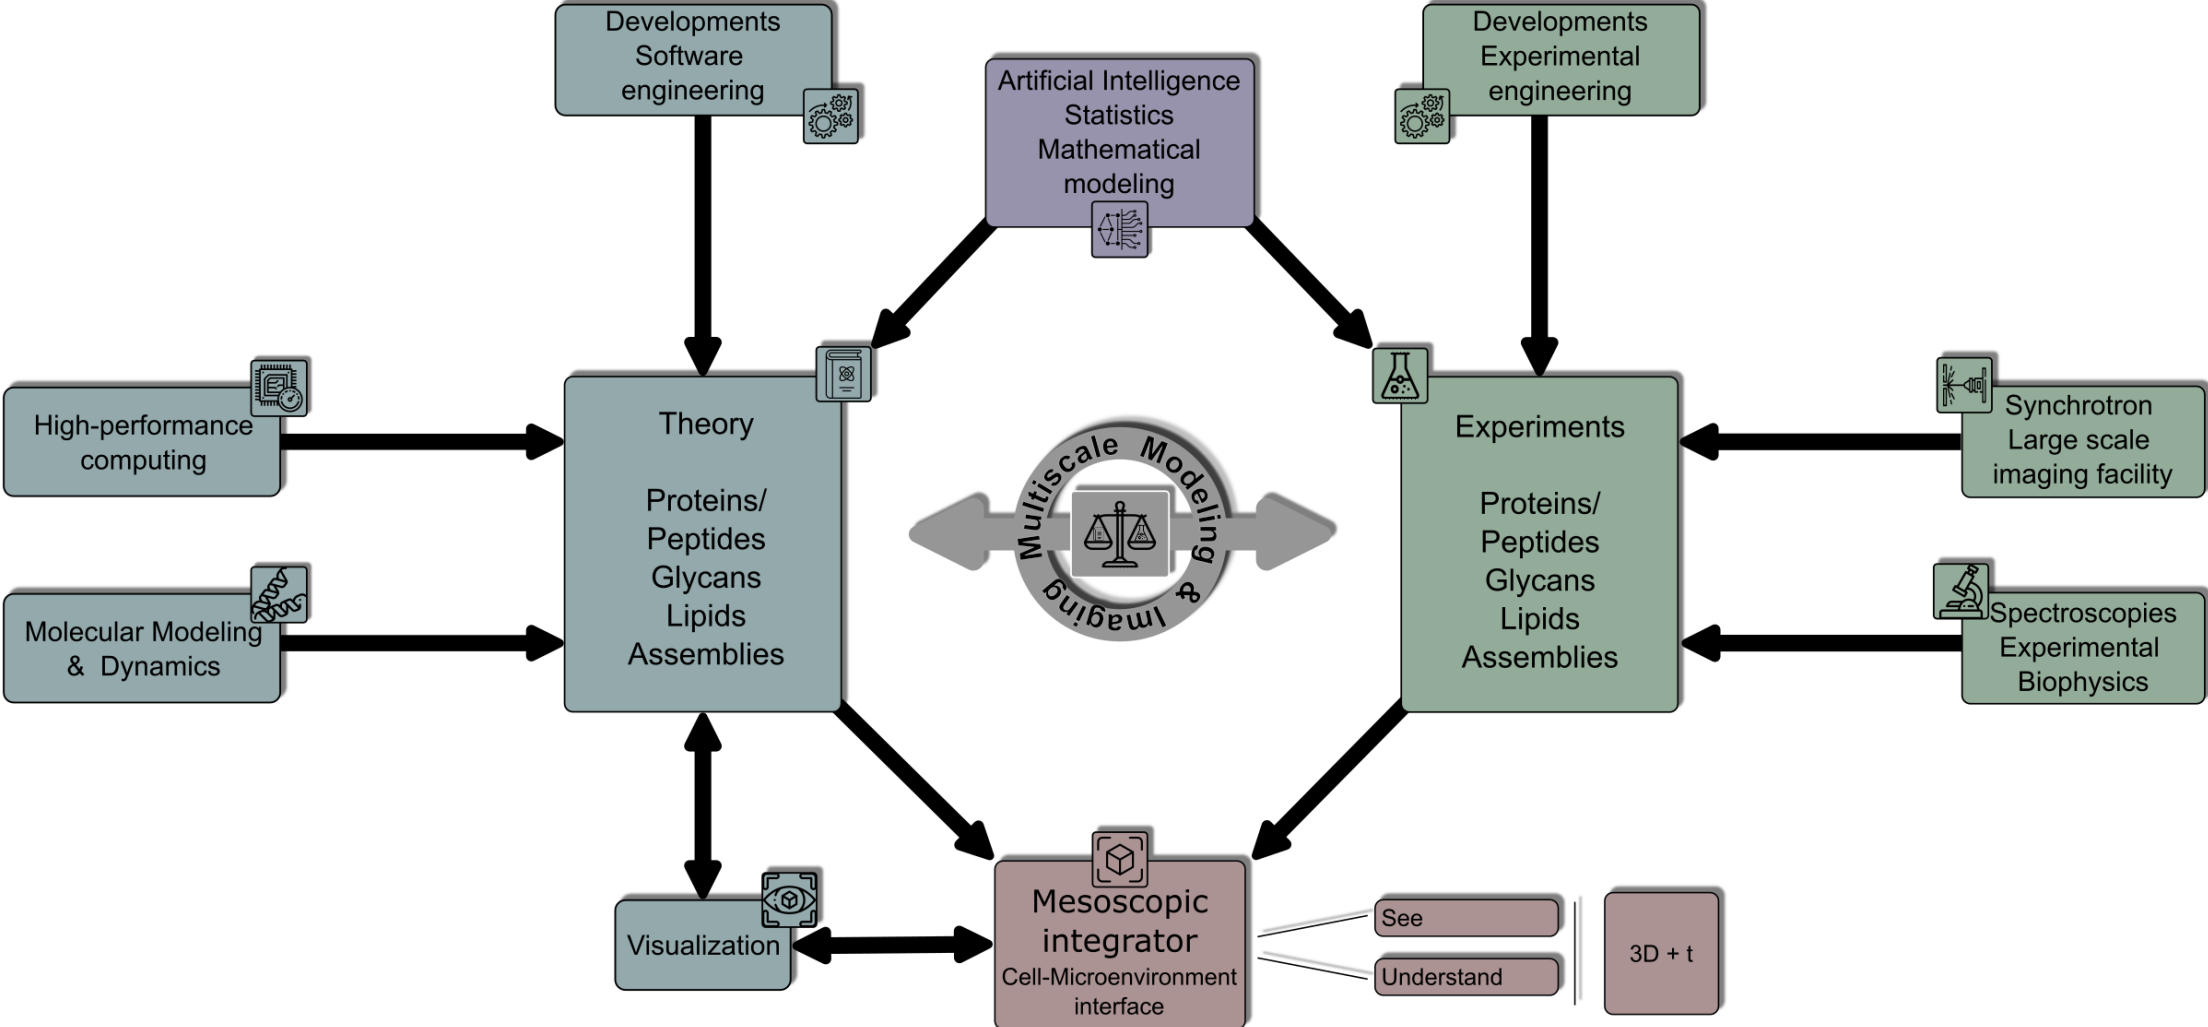 Developments
Software
engineering
Artificial Intelligence
Statistics
Mathematical
modeling
Developments
Experimental
engineering
High-performance
computing
Molecular Modeling
& Dynamics
Theory
Proteins/
Peptides
Glycans
Lipids
Assemblies
Multiscale Modeling & Imaging
Experiments
Proteins/
Peptides
Glycans
Lipids
Assemblies
Synchrotron
Large scale
imaging facility
Spectroscopies
Experimental
Biophysics
Visualization
Mesoscopic
integrator
Cell-Microenvironment
interface
See
Understand
3D + t